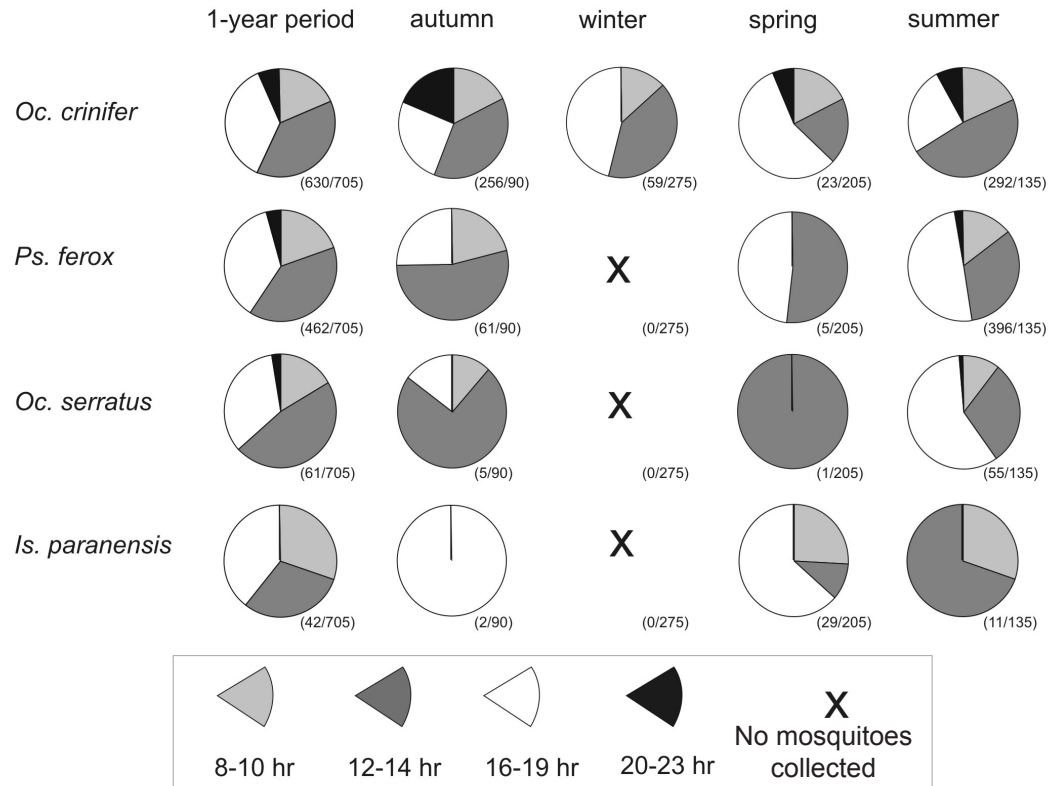 1-year period autumn winter spring summer
Oc. crinifer
(630/705) (256/90) (59/275) (23/205) (292/135)
Ps. ferox
X
(462/705) (61/90) (0/275) (5/205) (396/135)
Oc. serratus
X
(61/705) (5/90) (0/275) (1/205) (55/135)
Is. paranensis
X
(42/705) (2/90) (0/275) (29/205) (11/135)
X
No mosquitoes
8-10 hr 12-14 hr 16-19 hr 20-23 hr collected